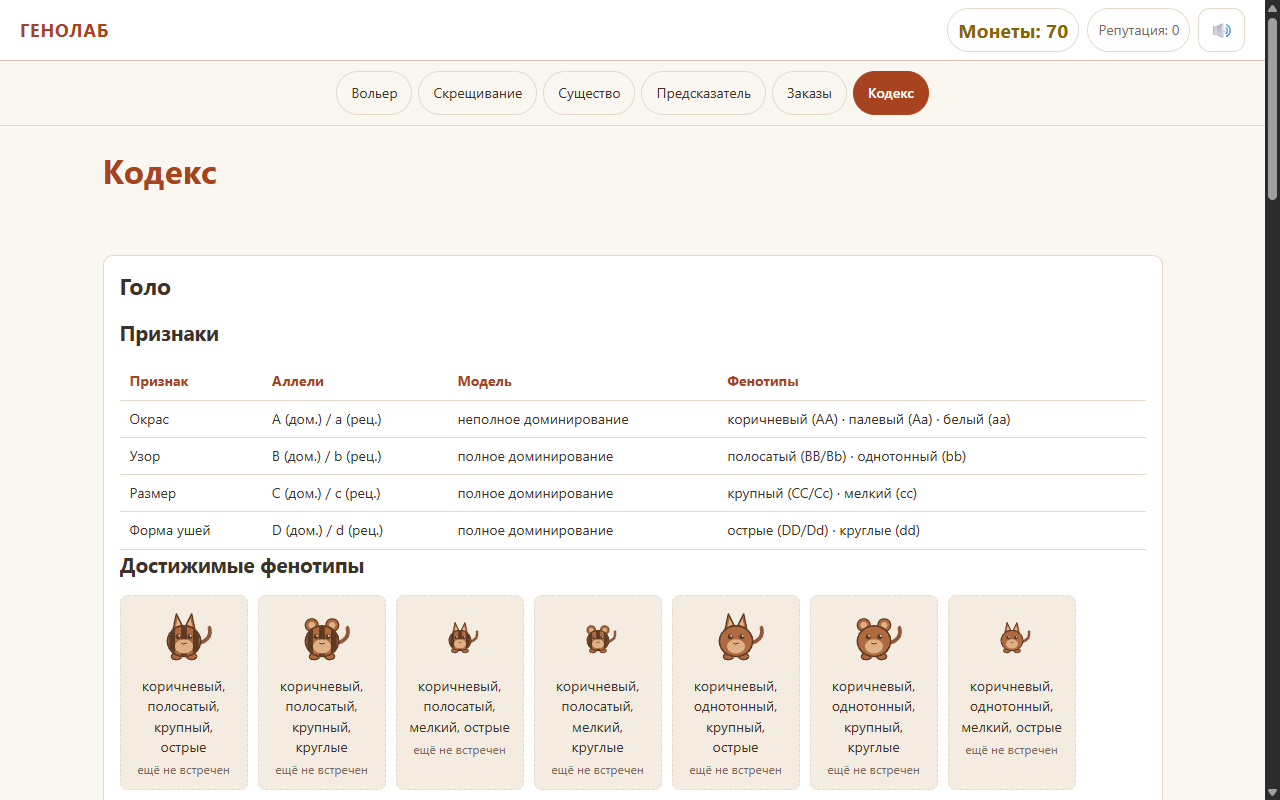 ГЕНОЛАБ
Монеты: 70
Репутация: 0
Вольер
Скрещивание
Существо
Предсказатель
Заказы
Кодекс
Кодекс
Голо
Признаки
Признак Аллели Модель Фенотипы
Окрас A (дом.) / a (рец.) неполное доминирование коричневый (AA) · палевый (Aa) · белый (aa)
Узор B (дом.) / b (рец.) полное доминирование полосатый (BB/Bb) · однотонный (bb)
Размер C (дом.) / c (рец.) полное доминирование крупный (CC/Cc) · мелкий (cc)
Форма ушей D (дом.) / d (рец.) полное доминирование острые (DD/Dd) · круглые (dd)
Достижимые фенотипы
коричневый,
полосатый,
крупный,
острые
ещё не встречен
коричневый,
полосатый,
крупный,
круглые
ещё не встречен
коричневый,
полосатый,
мелкий, острые
ещё не встречен
коричневый,
полосатый,
мелкий,
круглые
ещё не встречен
коричневый,
однотонный,
крупный,
острые
ещё не встречен
коричневый,
однотонный,
крупный,
круглые
ещё не встречен
коричневый,
однотонный,
мелкий, острые
ещё не встречен